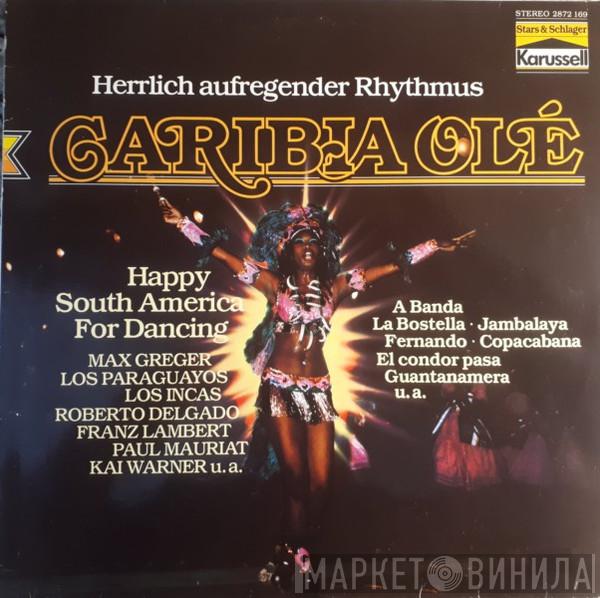 STEREO 2872 169
Stars & Schlager
Karussell
Herrlich aufregender Rhythmus
CARIBIA OLÉ
Happy
South America
For Dancing
MAX GREGER
LOS PARAGUAYOS
LOS INCAS
ROBERTO DELGADO
FRANZ LAMBERT
PAUL MAURIAT
KAI WARNER u.a.
A Banda
La Bostella · Jambalaya
Fernando · Copacabana
El condor pasa
Guantanamera
u.a.
МАРКЕТ ВИНИЛА